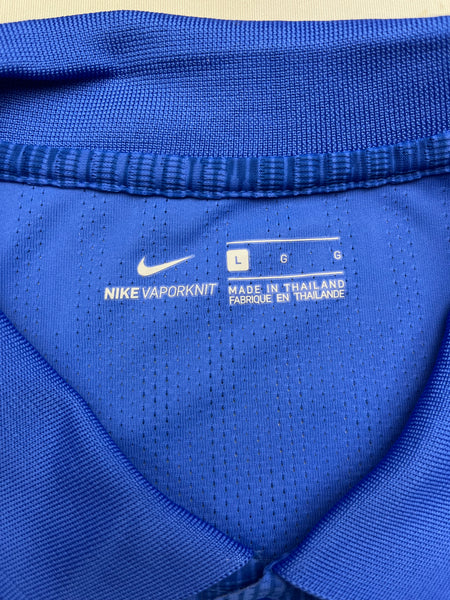 NIKE VAPORKNIT
L G G
MADE IN THAILAND
FABRIQUE EN THAILANDE